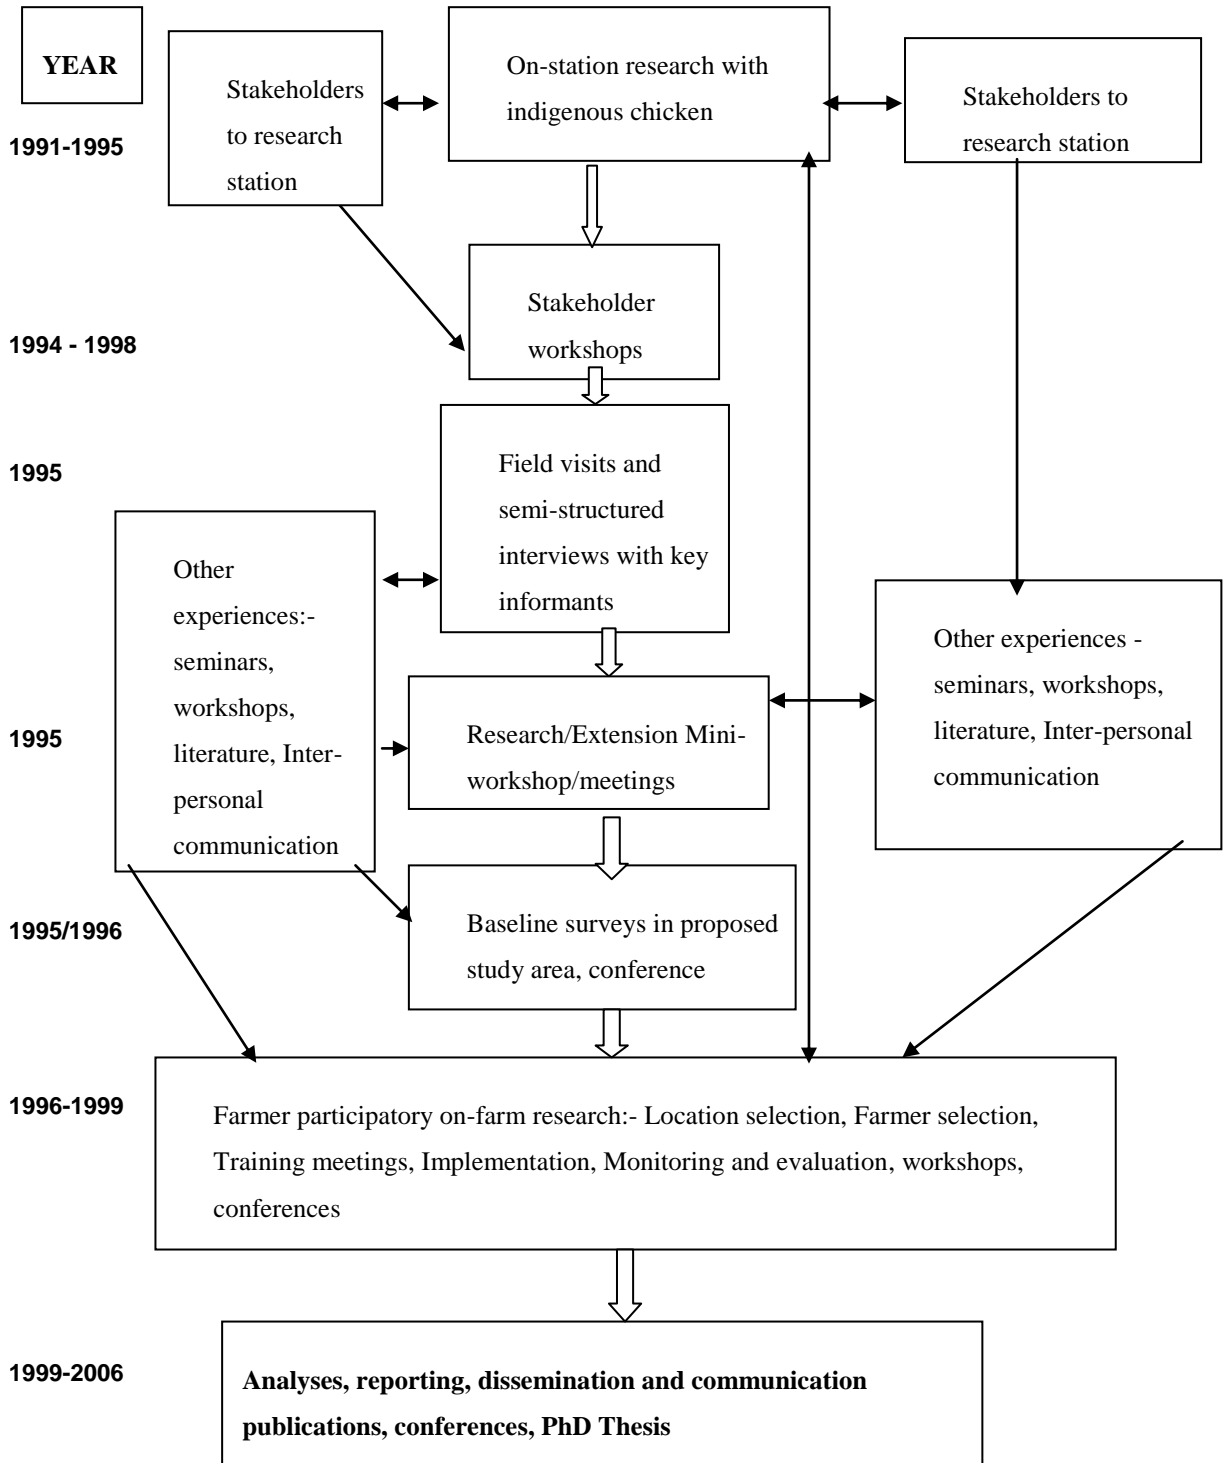 YEAR
Stakeholders
to research
station
On-station research with
indigenous chicken
Stakeholders to
research station
1991-1995
Stakeholder
workshops
1994 - 1998
Field visits and
semi-structured
interviews with key
informants
1995
Other
experiences:-
seminars,
workshops,
literature, Inter-
personal
communication
Other experiences -
seminars, workshops,
literature, Inter-personal
communication
1995
Research/Extension Mini-
workshop/meetings
1995/1996
Baseline surveys in proposed
study area, conference
1996-1999
Farmer participatory on-farm research:- Location selection, Farmer selection,
Training meetings, Implementation, Monitoring and evaluation, workshops,
conferences
1999-2006
Analyses, reporting, dissemination and communication
publications, conferences, PhD Thesis